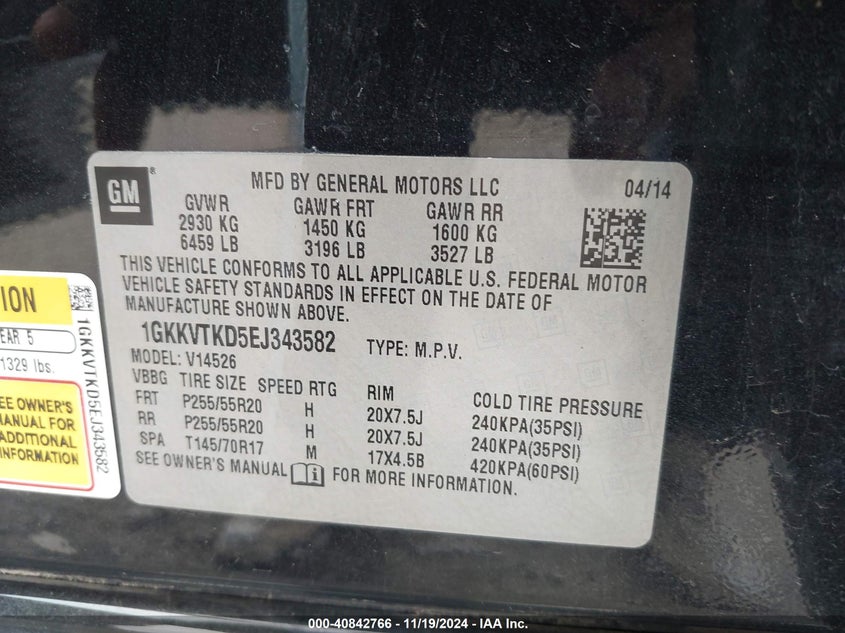 GM
MFD BY GENERAL MOTORS LLC 04/14
GVWR GAWR FRT GAWR RR
2930 KG 1450 KG 1600 KG
6459 LB 3196 LB 3527 LB
THIS VEHICLE CONFORMS TO ALL APPLICABLE U.S. FEDERAL MOTOR
VEHICLE SAFETY STANDARDS IN EFFECT ON THE DATE OF
MANUFACTURE SHOWN ABOVE.
1GKKVTKD5EJ343582 TYPE: M.P.V.
MODEL: V14526
VBBG TIRE SIZE SPEED RTG RIM COLD TIRE PRESSURE
FRT P255/55R20 H 20X7.5J 240KPA(35PSI)
RR P255/55R20 H 20X7.5J 240KPA(35PSI)
SPA T145/70R17 M 17X4.5B 420KPA(60PSI)
SEE OWNER'S MANUAL FOR MORE INFORMATION.
TION
EAR 5
1329 lbs.
EE OWNER'S
MANUAL FOR
ADDITIONAL
INFORMATION
1GKKVTKD5EJ343582
000-40842766 - 11/19/2024 - IAA Inc.